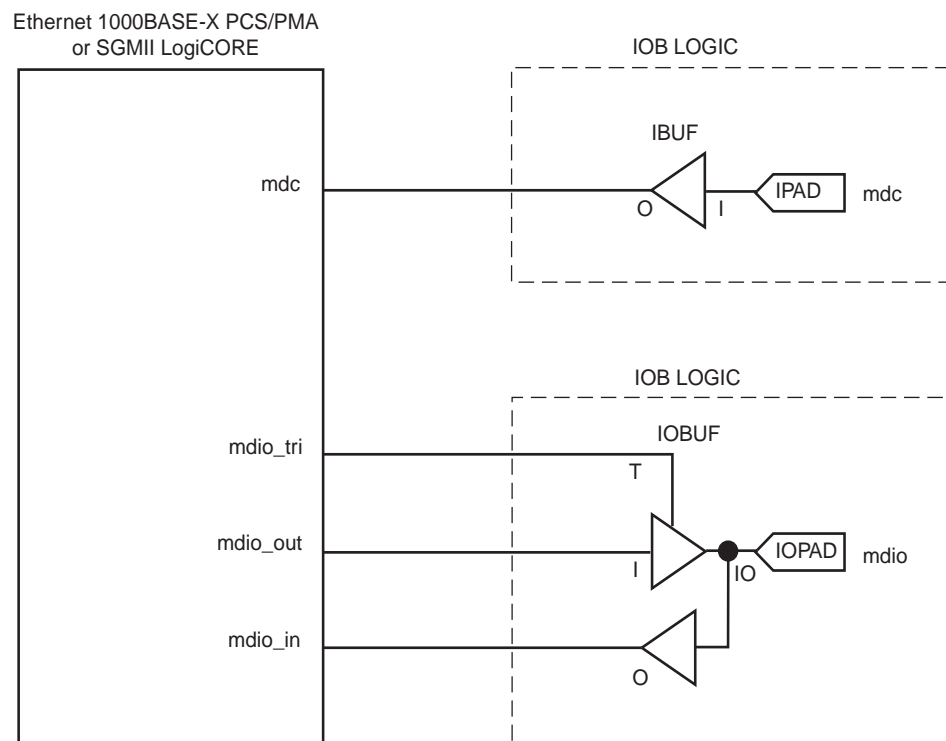 Ethernet 1000BASE-X PCS/PMA
or SGMII LogiCORE
IOB LOGIC
IBUF
mdc
O
I
IPAD
mdc
IOB LOGIC
IOBUF
mdio_tri
T
mdio_out
I
IO
IOPAD
mdio
mdio_in
O